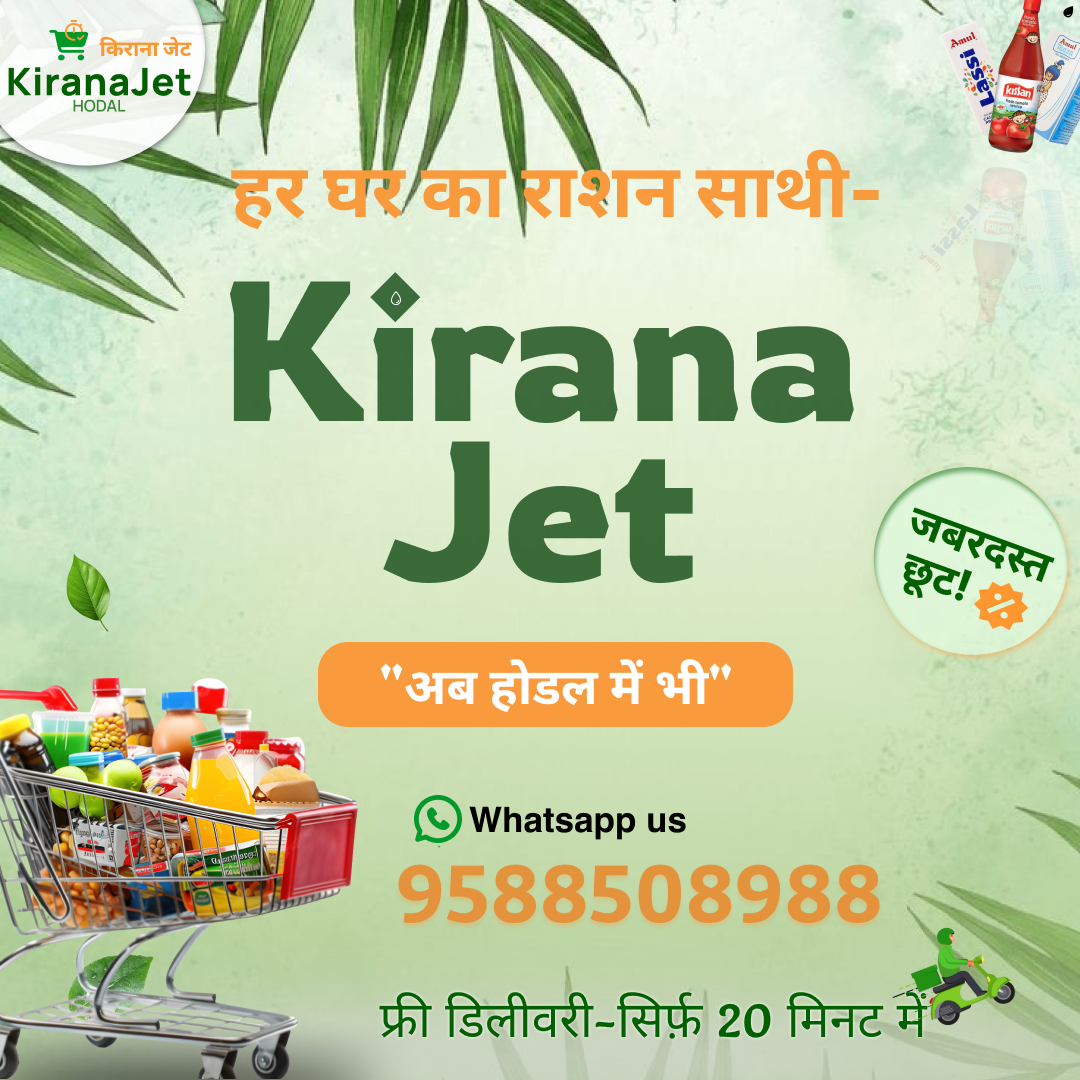 किराना जेट
KiranaJet
HODAL
Amul
Lassi
Kissan
Amul
हर घर का राशन साथी-
Kirana
Jet
जबरदस्त
छूट!
"अब होडल में भी"
Whatsapp us
9588508988
फ्री डिलीवरी~सिर्फ़ 20 मिनट में